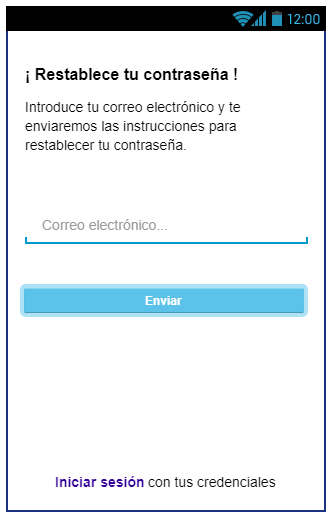 12:00
¡ Restablece tu contraseña !
Introduce tu correo electrónico y te
enviaremos las instrucciones para
restablecer tu contraseña.
Correo electrónico...
Enviar
Iniciar sesión con tus credenciales